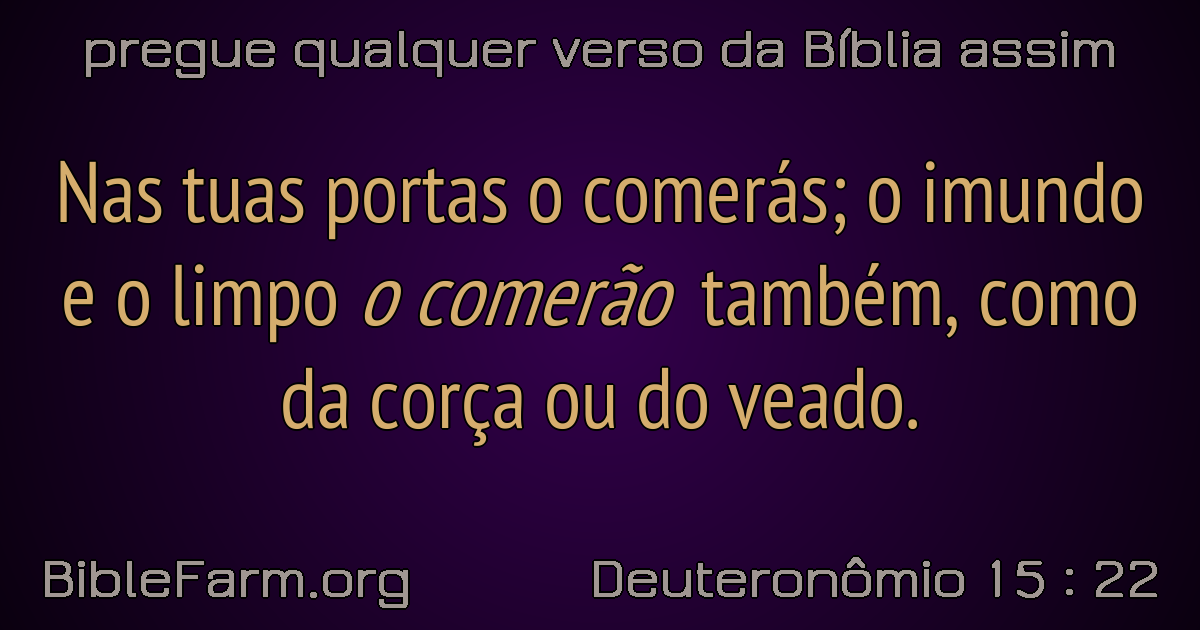 pregue qualquer verso da Bíblia assim
Nas tuas portas o comerás; o imundo
e o limpo o comerão também, como
da corça ou do veado.
BibleFarm.org
Deuteronômio 15 : 22